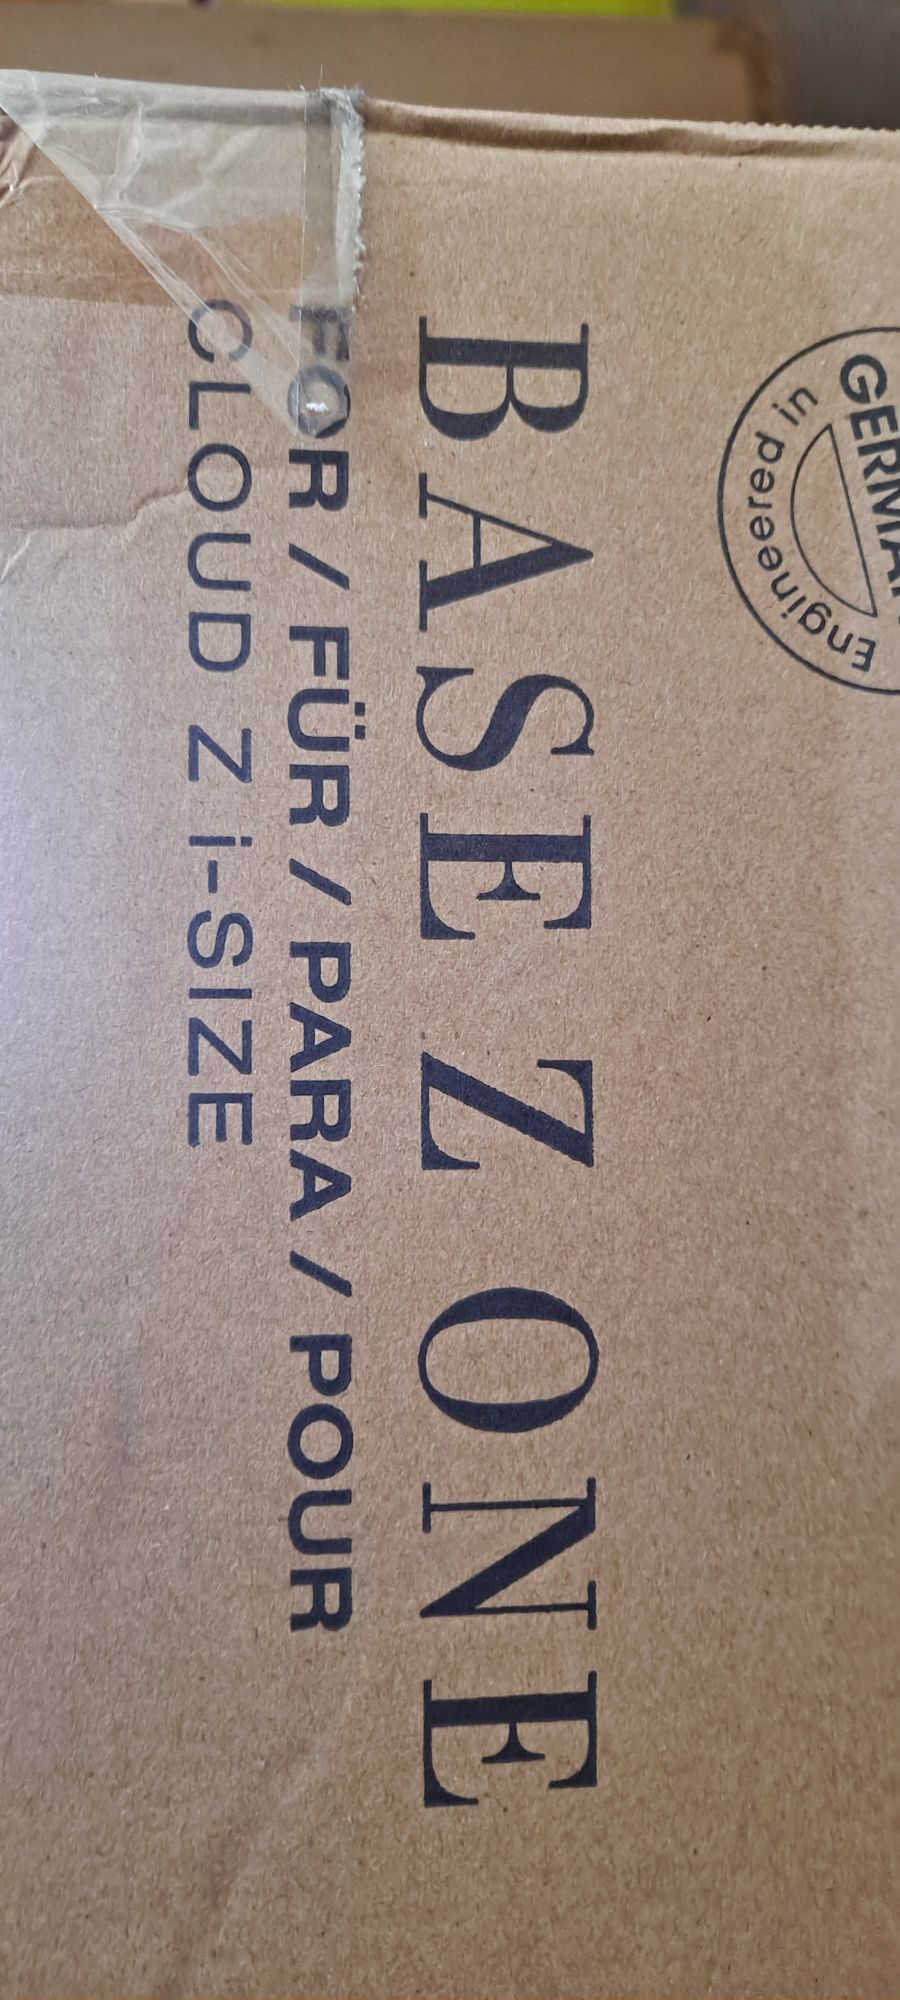 Engineered in
GERMANY
BASE Z ONE
FOR / FÜR / PARA / POUR
CLOUD Z i-SIZE